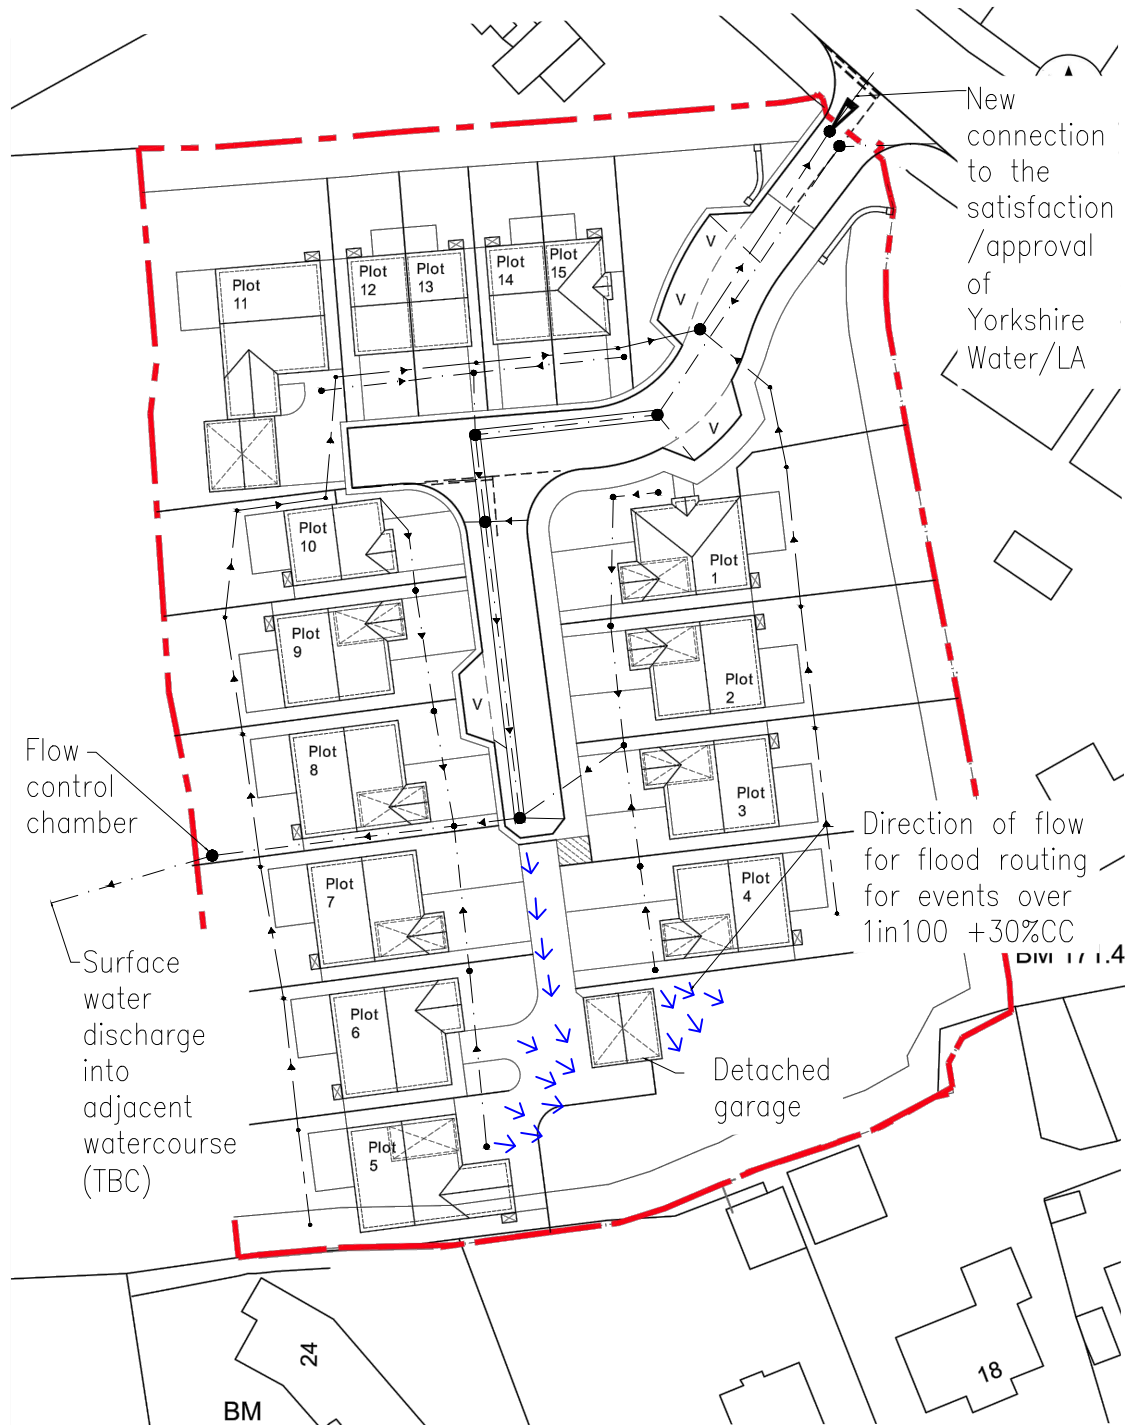 New
connection
to the
satisfaction
/approval
of
Yorkshire
Water/LA
V
V
V
V
Plot
11
Plot
12
Plot
13
Plot
14
Plot
15
Plot
10
Plot
9
Plot
8
Plot
7
Plot
6
Plot
5
Plot
1
Plot
2
Plot
3
Plot
4
Flow
control
chamber
Direction of flow
for flood routing
for events over
1in100 +30%CC
BM 171.4
Surface
water
discharge
into
adjacent
watercourse
(TBC)
Detached
garage
24
18
BM